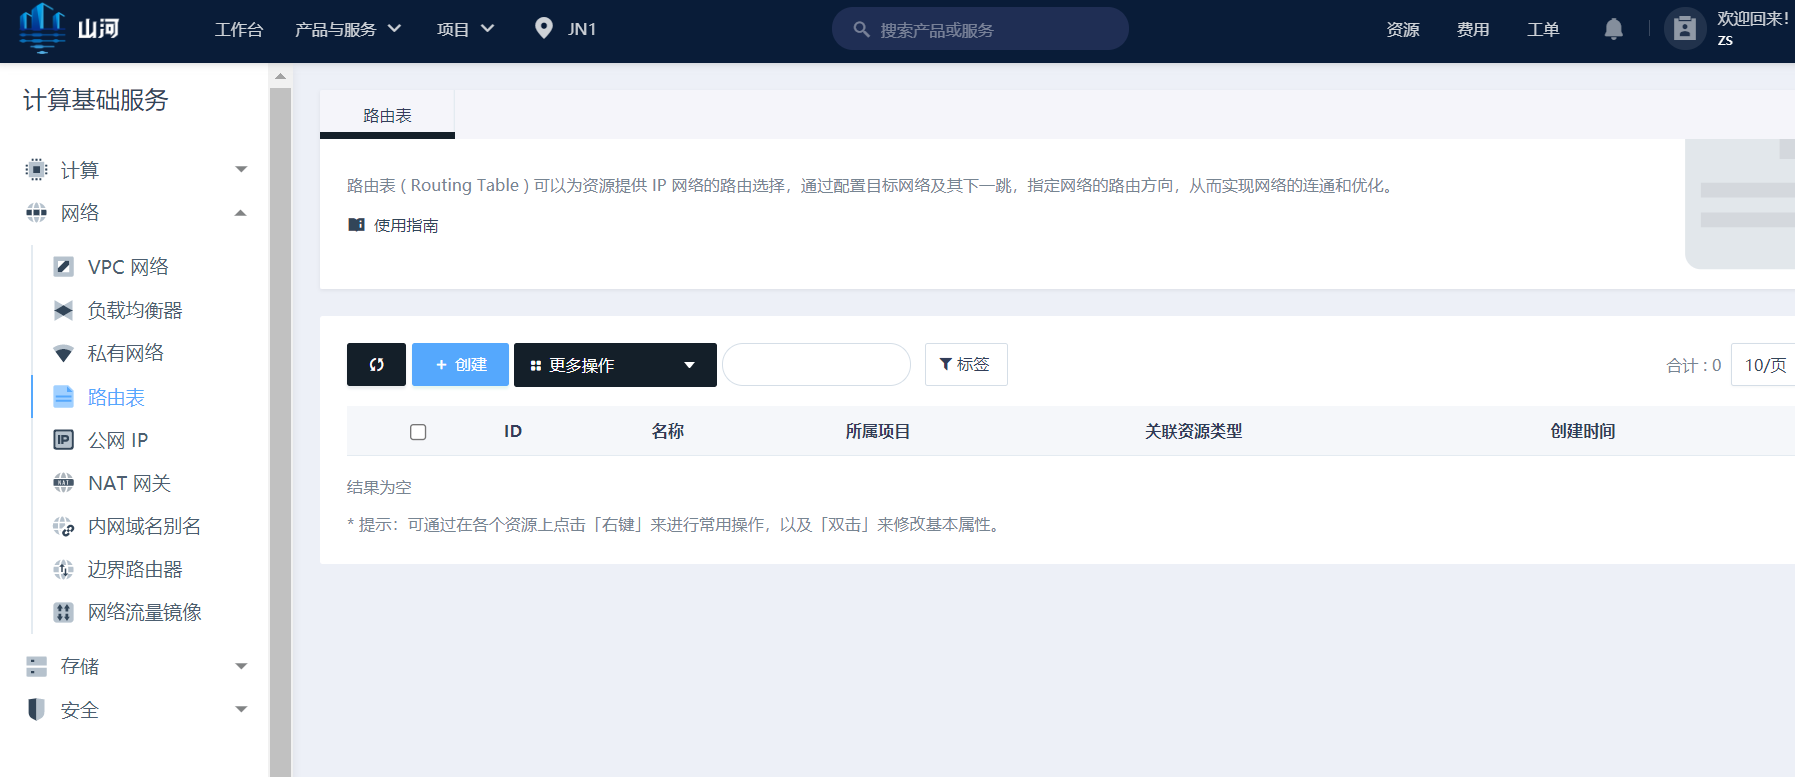 山河
工作台
产品与服务
项目
JN1
搜索产品或服务
资源
费用
工单
欢迎回来!
zs
计算基础服务
计算
网络
VPC 网络
负载均衡器
私有网络
路由表
公网 IP
NAT 网关
内网域名别名
边界路由器
网络流量镜像
存储
安全
路由表
路由表 ( Routing Table ) 可以为资源提供 IP 网络的路由选择，通过配置目标网络及其下一跳，指定网络的路由方向，从而实现网络的连通和优化。
使用指南
+ 创建
更多操作
标签
合计 : 0
10/页
ID
名称
所属项目
关联资源类型
创建时间
结果为空
* 提示：可通过在各个资源上点击「右键」来进行常用操作，以及「双击」来修改基本属性。